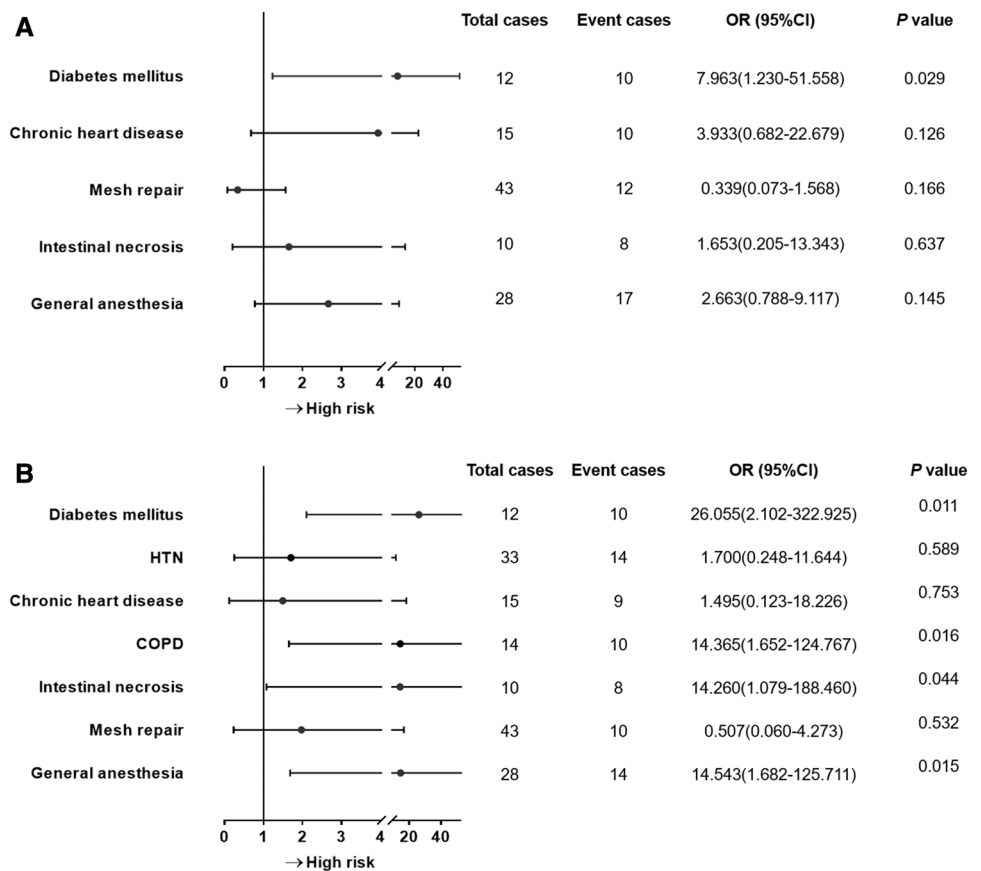 A
Total cases Event cases OR (95%CI) P value
Diabetes mellitus 12 10 7.963(1.230-51.558) 0.029
Chronic heart disease 15 10 3.933(0.682-22.679) 0.126
Mesh repair 43 12 0.339(0.073-1.568) 0.166
Intestinal necrosis 10 8 1.653(0.205-13.343) 0.637
General anesthesia 28 17 2.663(0.788-9.117) 0.145
0 1 2 3 4 20 40
→High risk
B
Total cases Event cases OR (95%CI) P value
Diabetes mellitus 12 10 26.055(2.102-322.925) 0.011
HTN 33 14 1.700(0.248-11.644) 0.589
Chronic heart disease 15 9 1.495(0.123-18.226) 0.753
COPD 14 10 14.365(1.652-124.767) 0.016
Intestinal necrosis 10 8 14.260(1.079-188.460) 0.044
Mesh repair 43 10 0.507(0.060-4.273) 0.532
General anesthesia 28 14 14.543(1.682-125.711) 0.015
0 1 2 3 4 20 40
→High risk